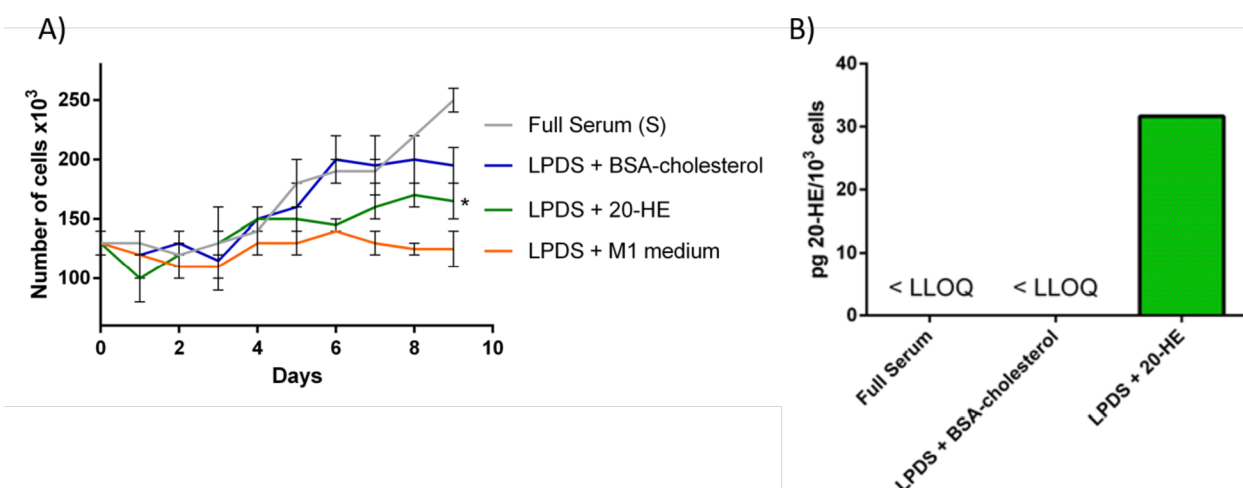 A)
Number of cells x10³
250
200
150
100
0
2
4
6
8
10
Days
Full Serum (S)
LPDS + BSA-cholesterol
LPDS + 20-HE
*
LPDS + M1 medium
B)
pg 20-HE/10³ cells
40
30
20
10
0
< LLOQ
< LLOQ
Full Serum
LPDS + BSA-cholesterol
LPDS + 20-HE